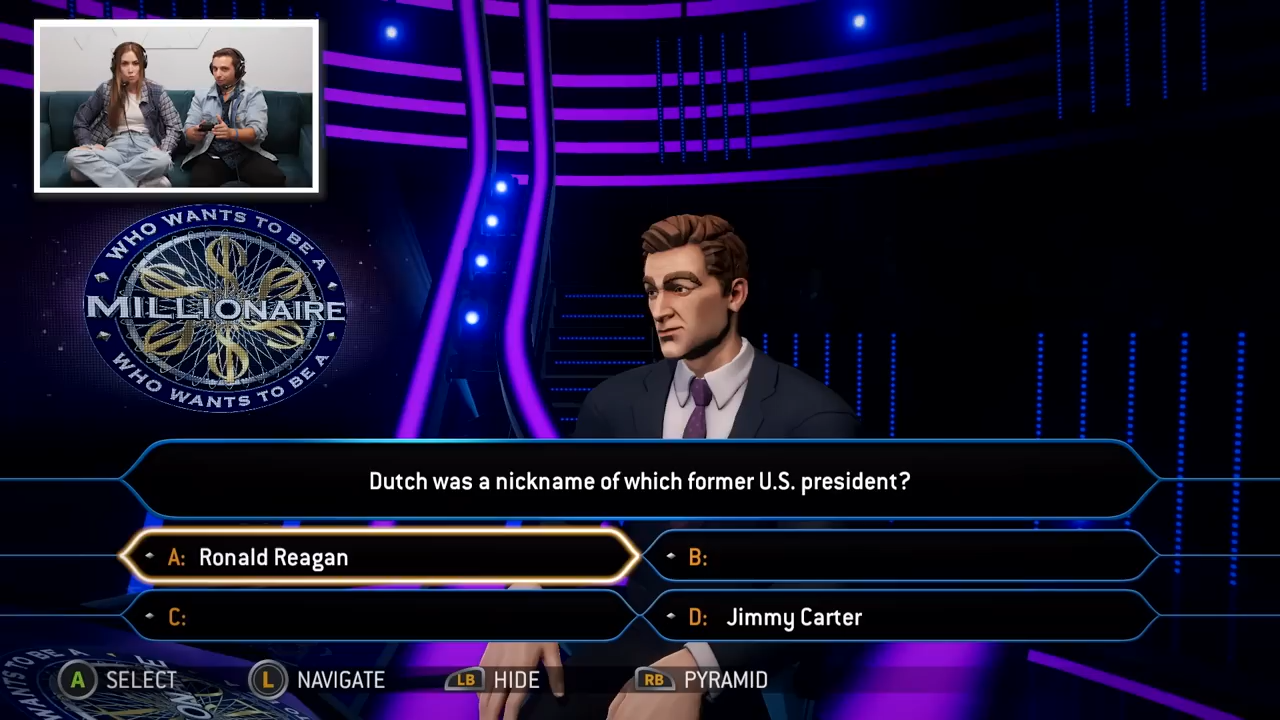 WHO WANTS TO BE A
MILLIONAIRE
WHO WANTS TO BE A
Dutch was a nickname of which former U.S. president?
A: Ronald Reagan
B:
C:
D: Jimmy Carter
A SELECT
L NAVIGATE
LB HIDE
RB PYRAMID